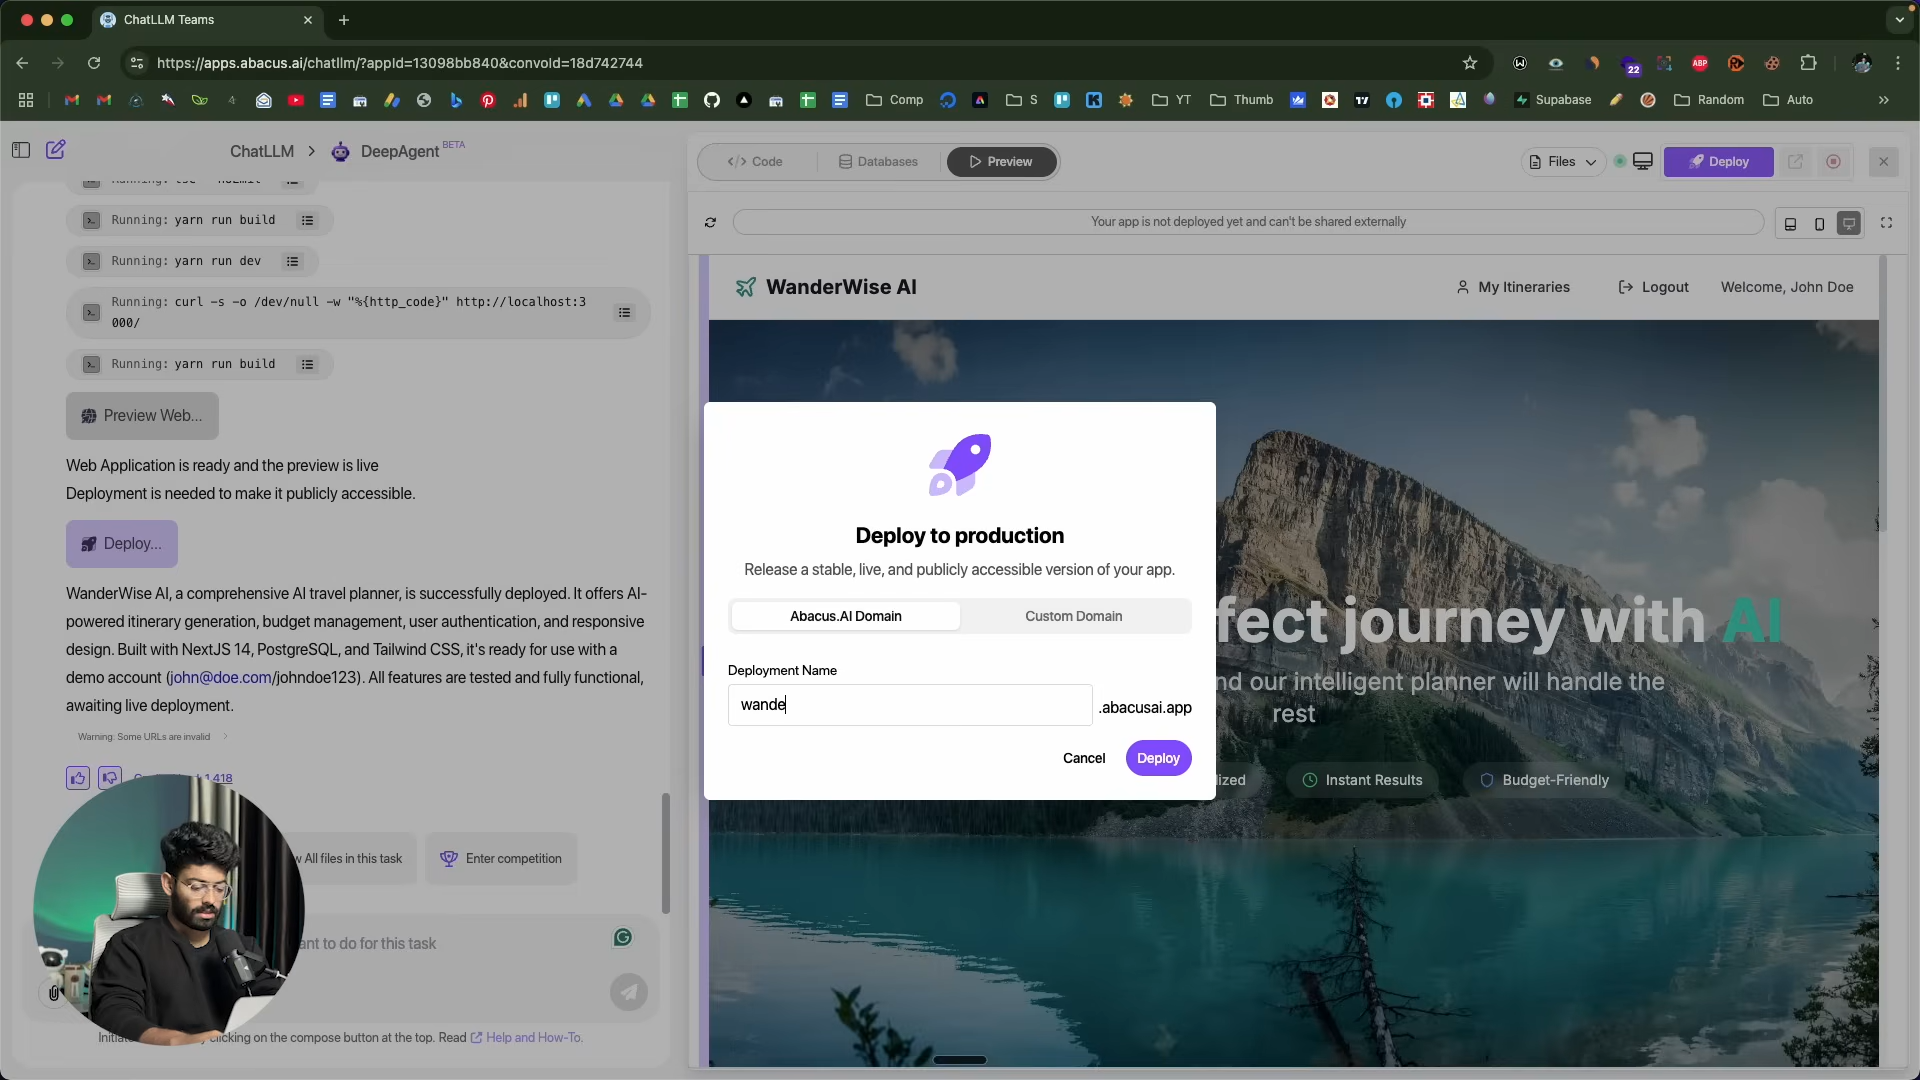 ChatLLM Teams
https://apps.abacus.ai/chatllm/?appId=13098bb840&convoId=18d742744
22
ABP
Comp
S
YT
Thumb
17
Supabase
Random
Auto
ChatLLM > DeepAgent BETA
Running: yarn run build
Running: yarn run dev
Running: curl -s -o /dev/null -w "%{http_code}" http://localhost:3
000/
Running: yarn run build
Preview Web...
Web Application is ready and the preview is live
Deployment is needed to make it publicly accessible.
Deploy...
WanderWise AI, a comprehensive AI travel planner, is successfully deployed. It offers AI-
powered itinerary generation, budget management, user authentication, and responsive
design. Built with NextJS 14, PostgreSQL, and Tailwind CSS, it's ready for use with a
demo account (john@doe.com/johndoe123). All features are tested and fully functional,
awaiting live deployment.
Warning: Some URLs are invalid
1,418
w All files in this task
Enter competition
ant to do for this task
clicking on the compose button at the top. Read Help and How-To.
</> Code
Databases
Preview
Files
Deploy
Your app is not deployed yet and can't be shared externally
WanderWise AI
My Itineraries
Logout
Welcome, John Doe
fect journey with AI
nd our intelligent planner will handle the
rest
ized
Instant Results
Budget-Friendly
Deploy to production
Release a stable, live, and publicly accessible version of your app.
Abacus.AI Domain
Custom Domain
Deployment Name
wande
.abacusai.app
Cancel
Deploy